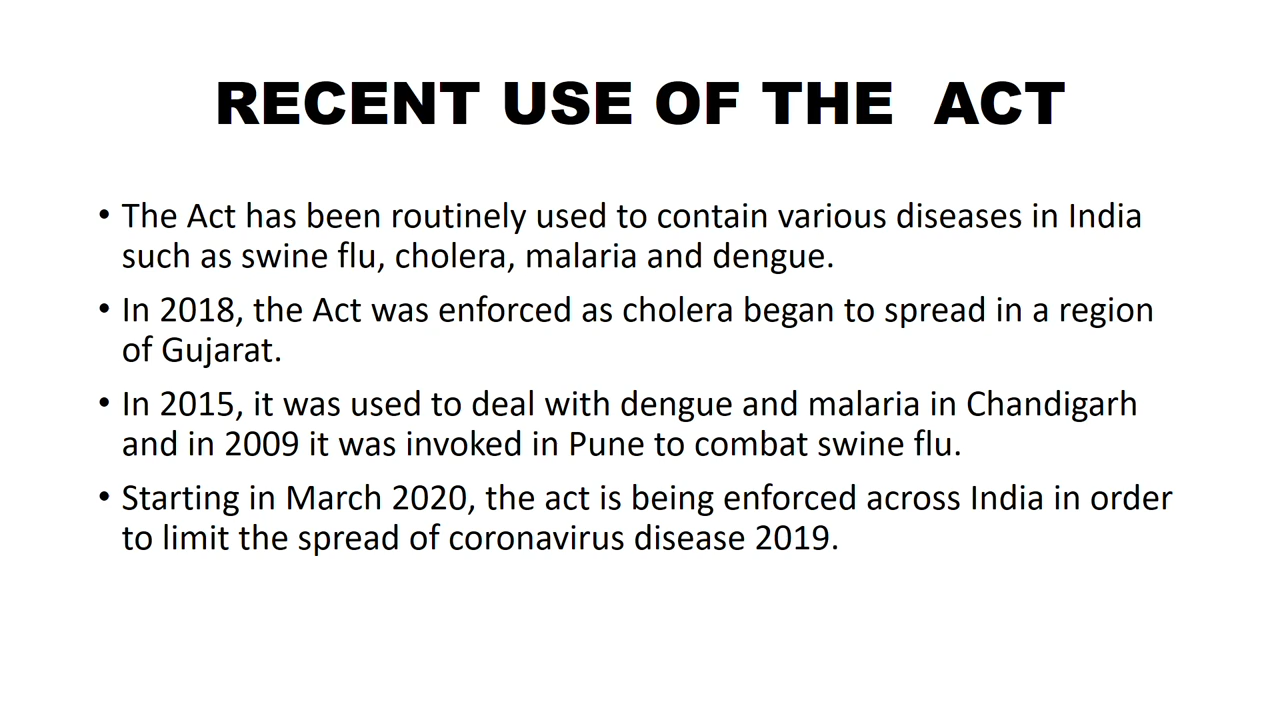 RECENT USE OF THE  ACT
• The Act has been routinely used to contain various diseases in India
such as swine flu, cholera, malaria and dengue.
• In 2018, the Act was enforced as cholera began to spread in a region
of Gujarat.
• In 2015, it was used to deal with dengue and malaria in Chandigarh
and in 2009 it was invoked in Pune to combat swine flu.
• Starting in March 2020, the act is being enforced across India in order
to limit the spread of coronavirus disease 2019.